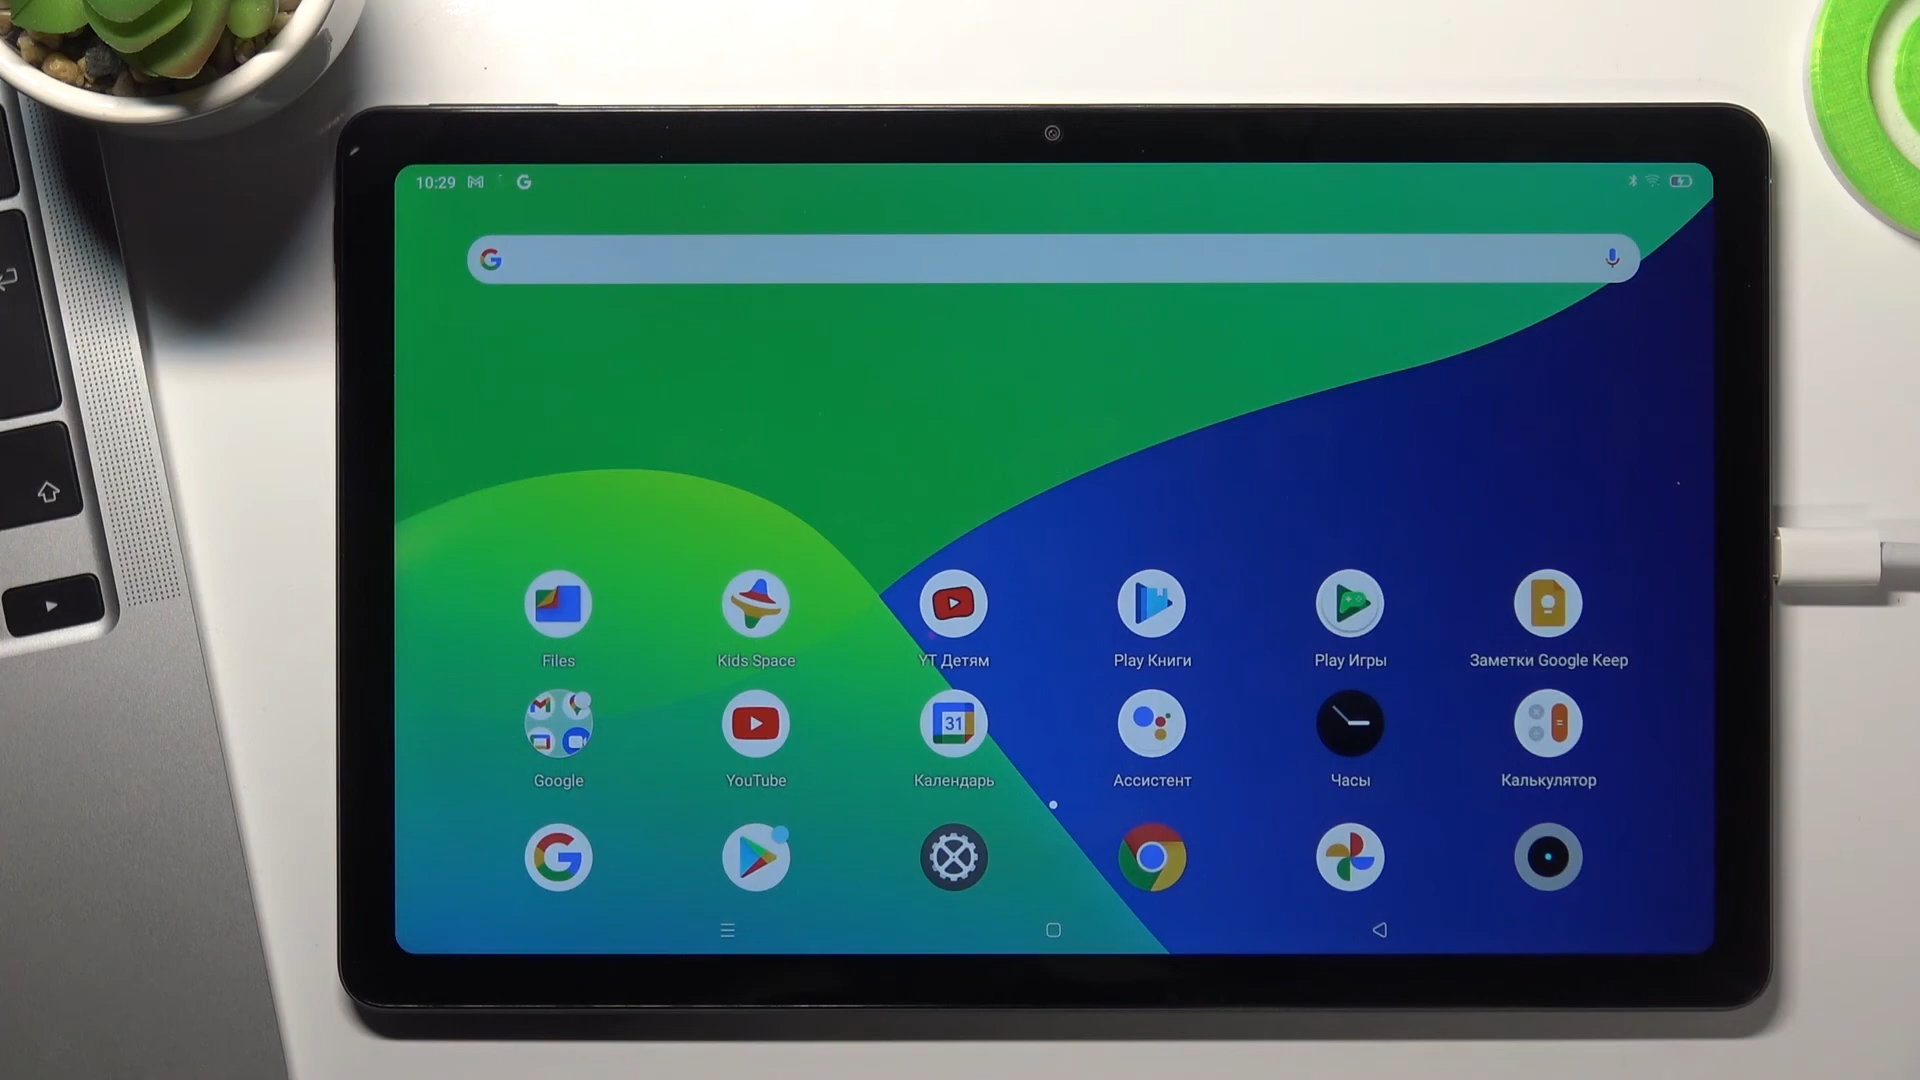 10:29
Files
Kids Space
YT Детям
Play Книги
Play Игры
Заметки Google Keep
31
Google
YouTube
Календарь
Ассистент
Часы
Калькулятор